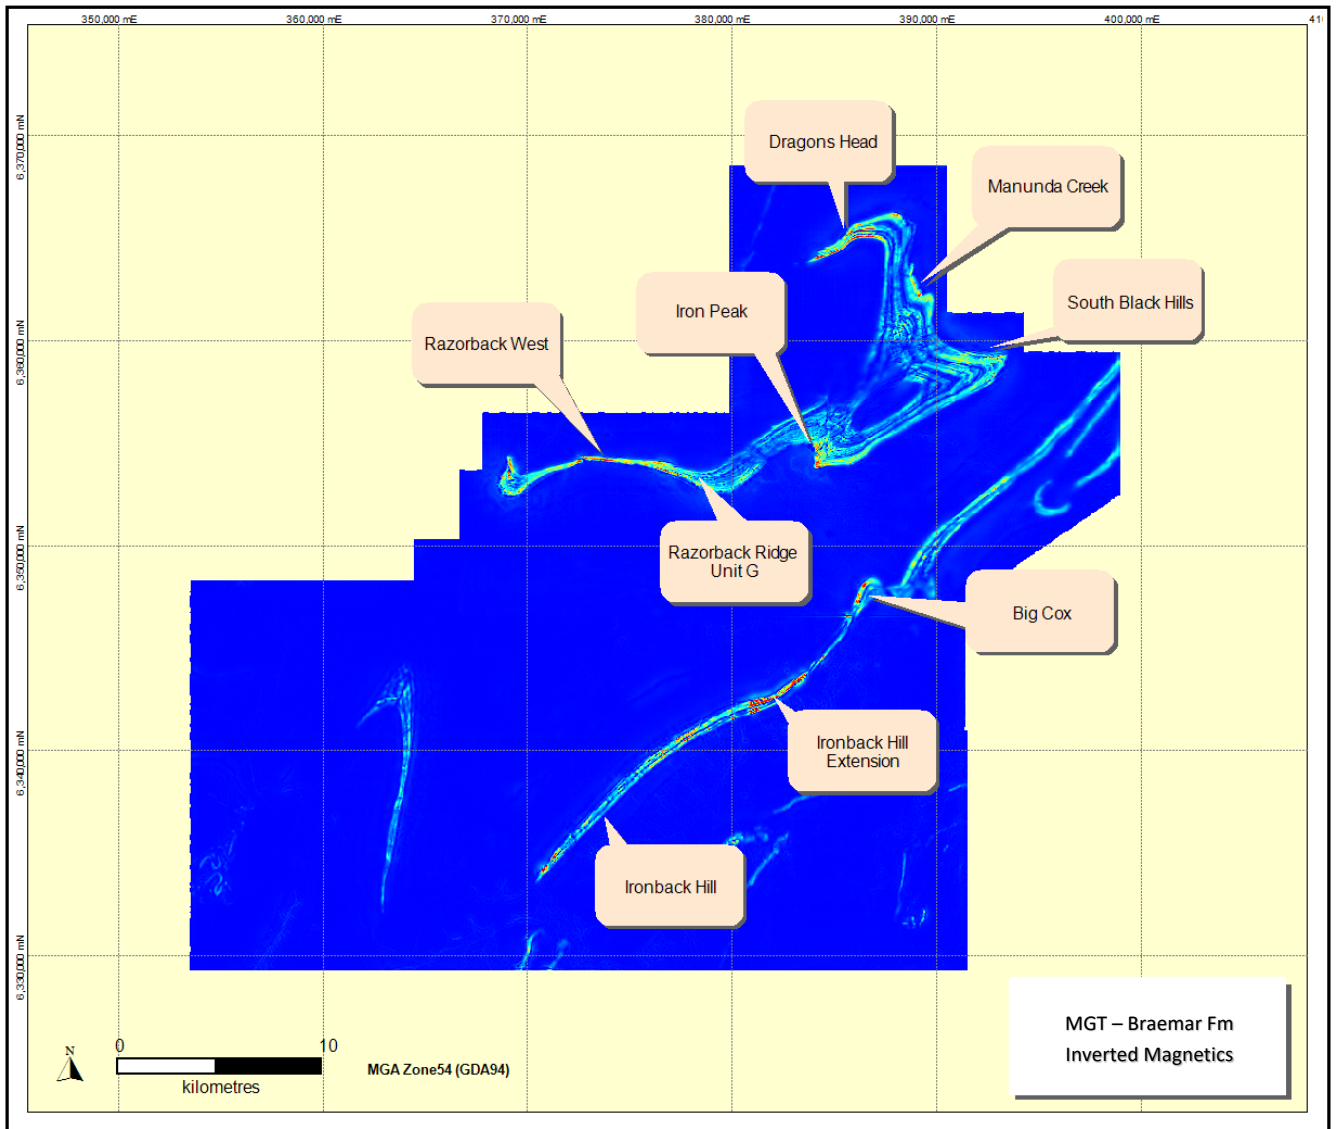 350,000 mE
360,000 mE
370,000 mE
380,000 mE
390,000 mE
400,000 mE
41
6,370,000 mN
6,360,000 mN
6,350,000 mN
6,340,000 mN
6,330,000 mN
Dragons Head
Manunda Creek
South Black Hills
Iron Peak
Razorback West
Razorback Ridge
Unit G
Big Cox
Ironback Hill
Extension
Ironback Hill
MGT – Braemar Fm
Inverted Magnetics
N
0
10
kilometres
MGA Zone54 (GDA94)